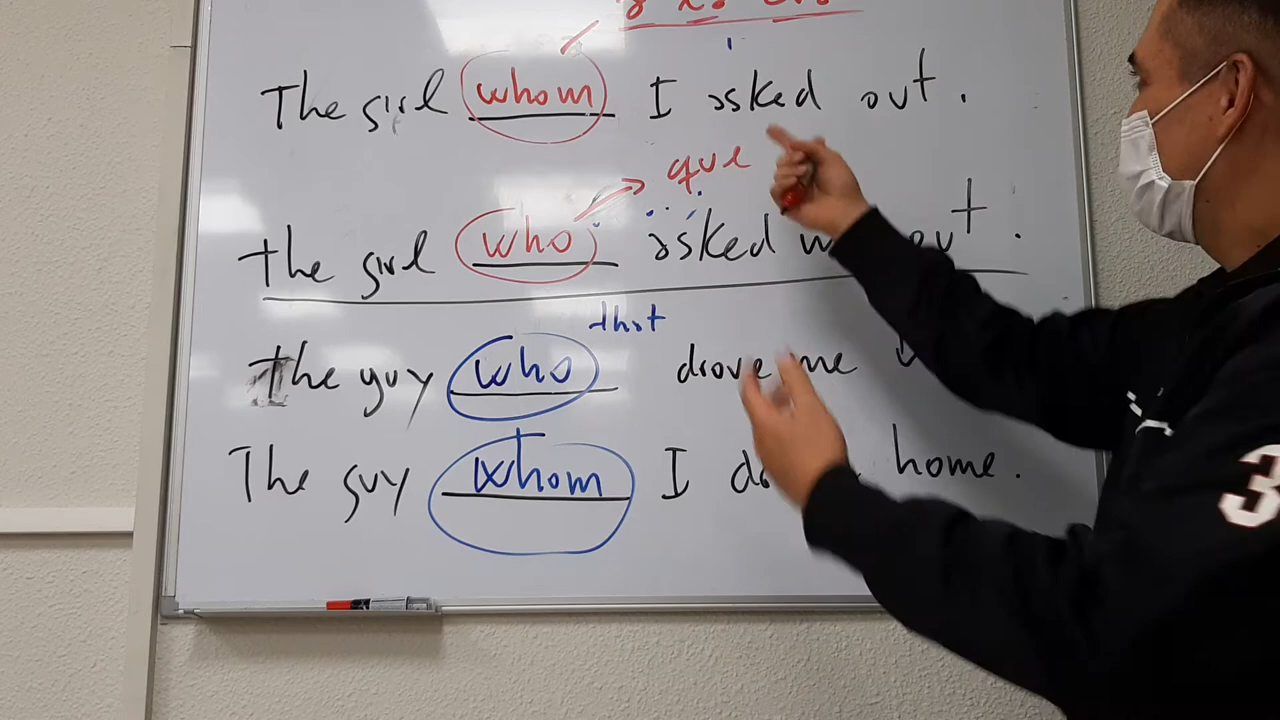 The girl whom I asked out.
que
the girl who asked out.
that
the guy who drove me
The guy whom I home.
3